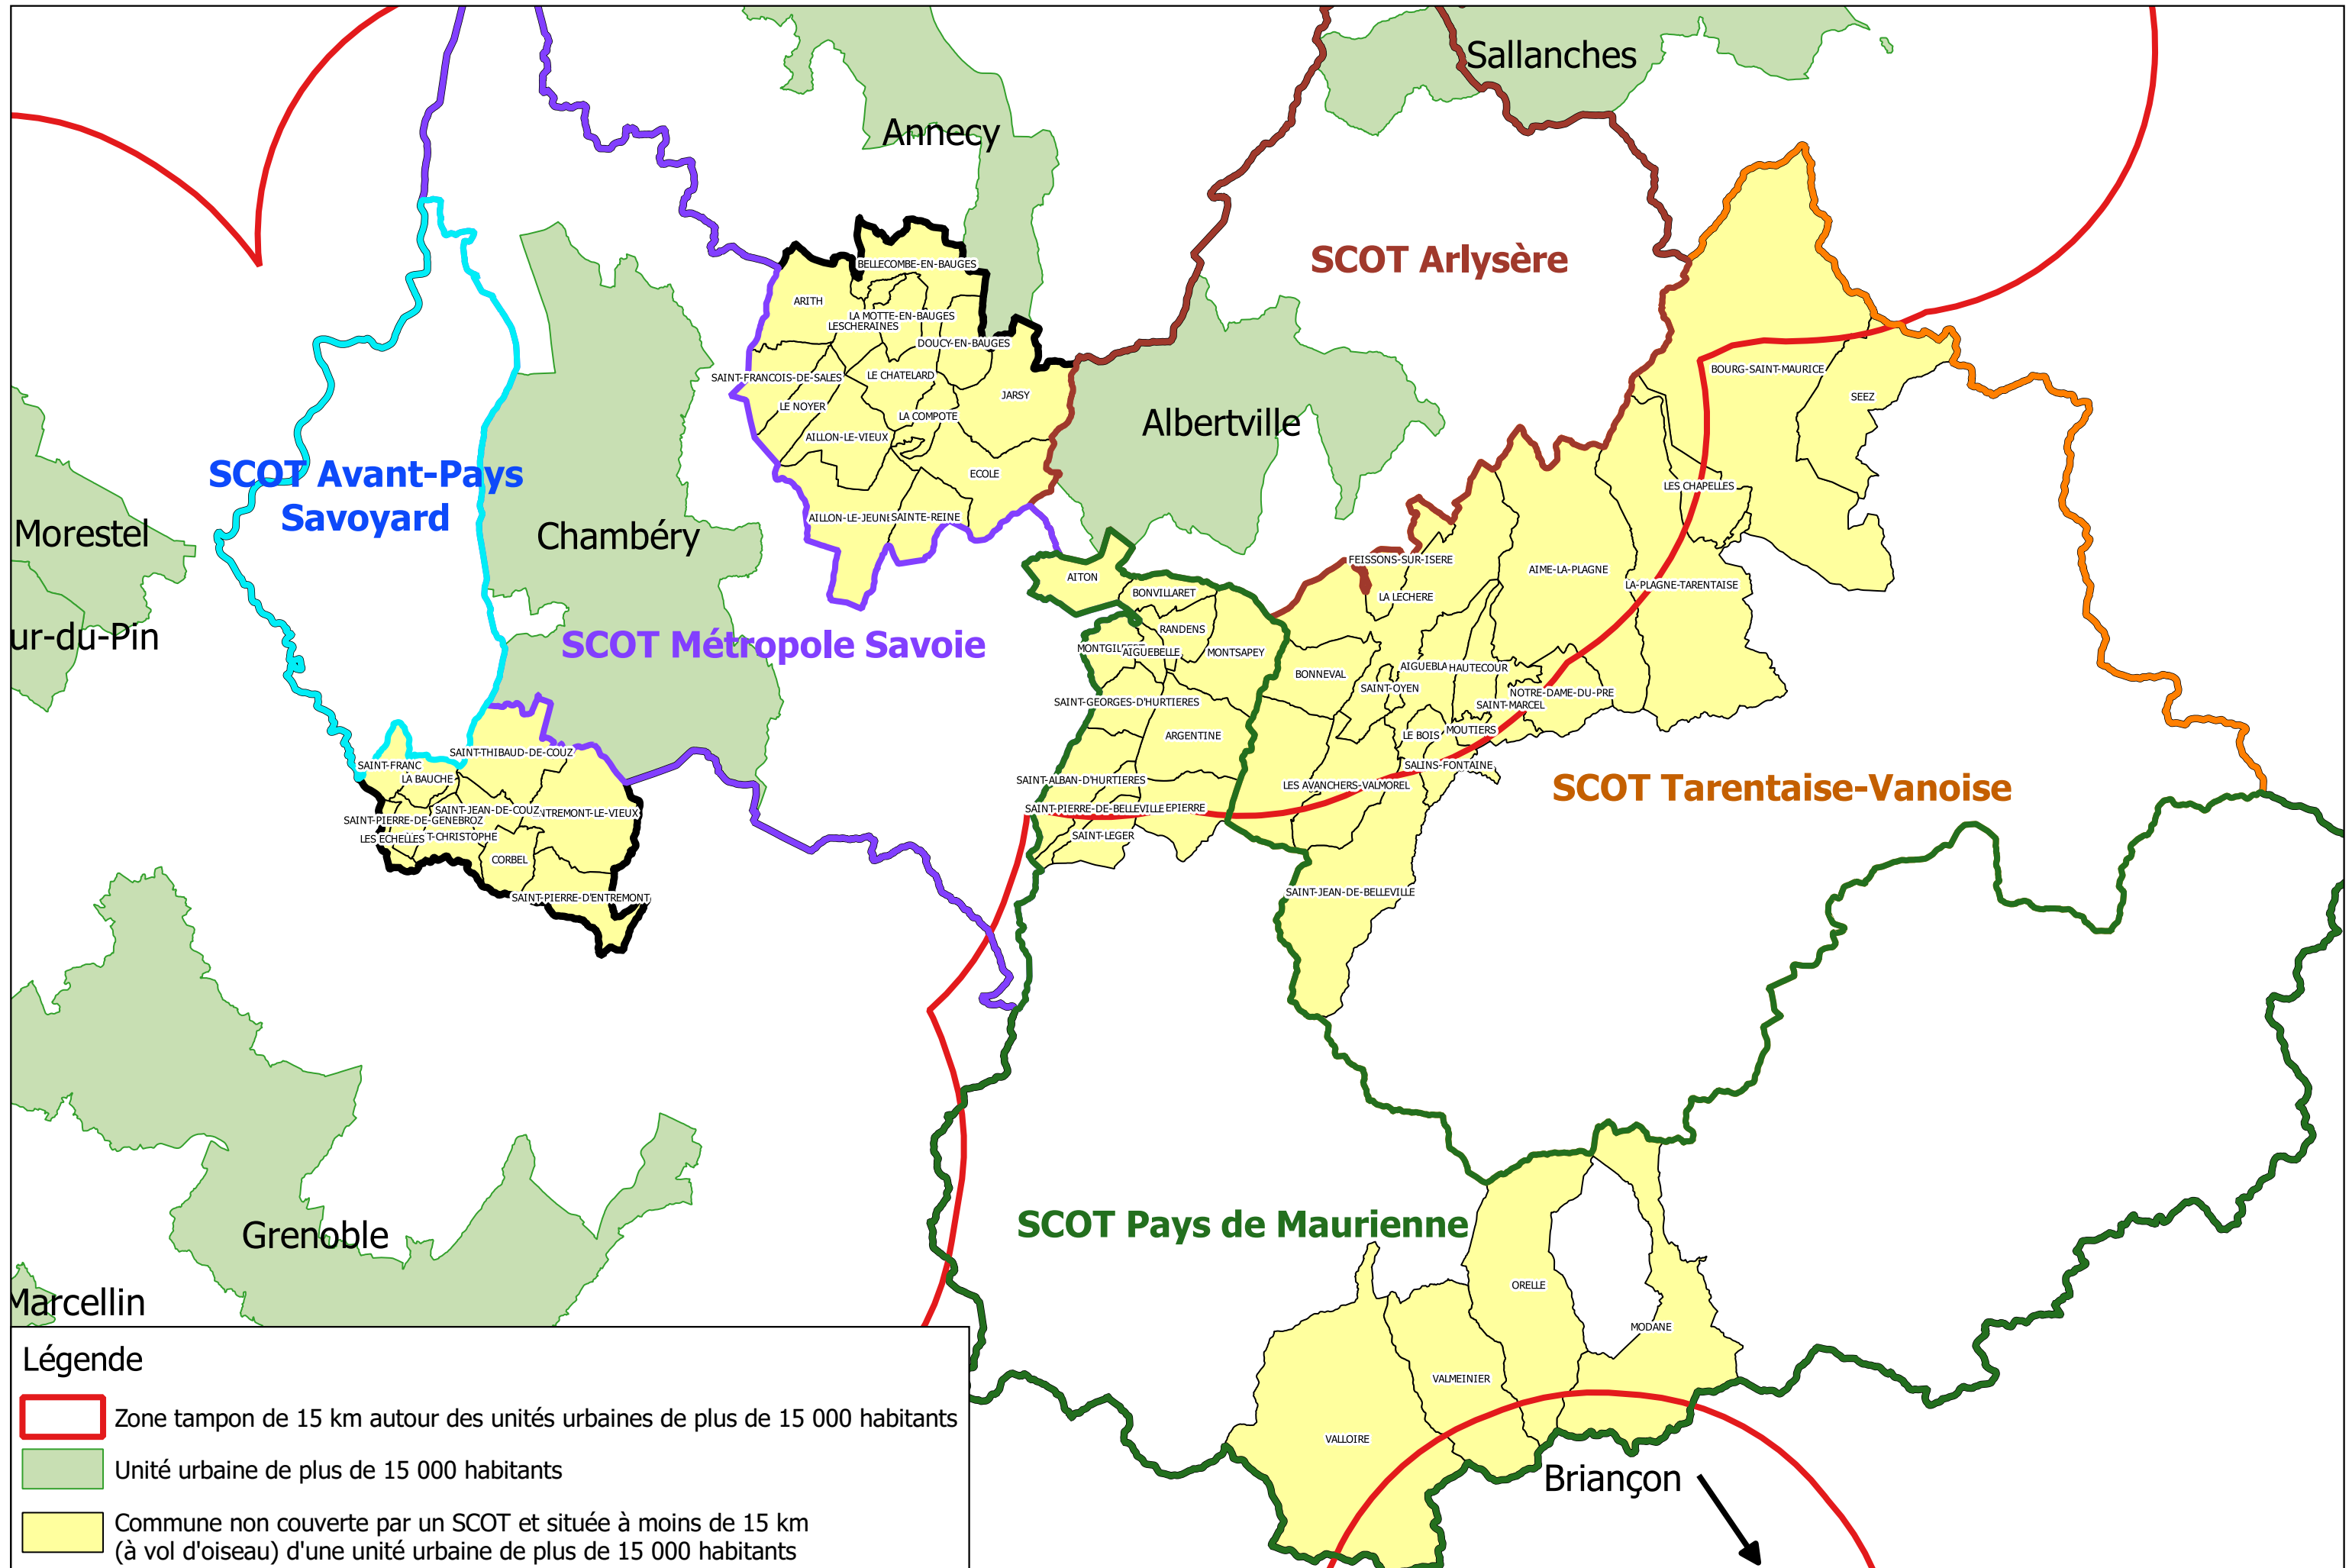 Sallanches
Annecy
SCOT Arlysère
BELLECOMBE-EN-BAUGES
ARITH
LA MOTTE-EN-BAUGES
LESCHERAINES
DOUCY-EN-BAUGES
BOURG-SAINT-MAURICE
SAINT-FRANCOIS-DE-SALES
LE CHATELARD
JARSY
SEEZ
LE NOYER
LA COMPOTE
Albertville
AILLON-LE-VIEUX
SCOT Avant-Pays
Savoyard
ECOLE
LES CHAPELLES
AILLON-LE-JEUNE
SAINTE-REINE
Morestel
Chambéry
FEISSONS-SUR-ISERE
AIME-LA-PLAGNE
AITON
LA-PLAGNE-TARENTAISE
BONVILLARET
LA LECHERE
ur-du-Pin
SCOT Métropole Savoie
RANDENS
AIGUEBELLE
MONTSAPEY
AIGUEBLA
HAUTECOUR
BONNEVAL
SAINT-OYEN
NOTRE-DAME-DU-PRE
SAINT-GEORGES-D'HURTIERES
SAINT-MARCEL
ARGENTINE
LE BOIS
MOUTIERS
SAINT-THIBAUD-DE-COUZ
SAINT-FRANC
SALINS-FONTAINE
LA BAUCHE
SAINT-ALBAN-D'HURTIERES
LES AVANCHERS-VALMOREL
SCOT Tarentaise-Vanoise
SAINT-JEAN-DE-COUZ
NTREMONT-LE-VIEUX
SAINT-PIERRE-DE-BELLEVILLE
EPIERRE
SAINT-PIERRE-DE-GENEBROZ
LES ECHELLES
T-CHRISTOPHE
SAINT-LEGER
CORBEL
SAINT-PIERRE-D'ENTREMONT
SAINT-JEAN-DE-BELLEVILLE
SCOT Pays de Maurienne
Grenoble
ORELLE
Marcellin
MODANE
VALMEINIER
VALLOIRE
Briançon
Légende
Zone tampon de 15 km autour des unités urbaines de plus de 15 000 habitants
Unité urbaine de plus de 15 000 habitants
Commune non couverte par un SCOT et située à moins de 15 km
(à vol d'oiseau) d'une unité urbaine de plus de 15 000 habitants